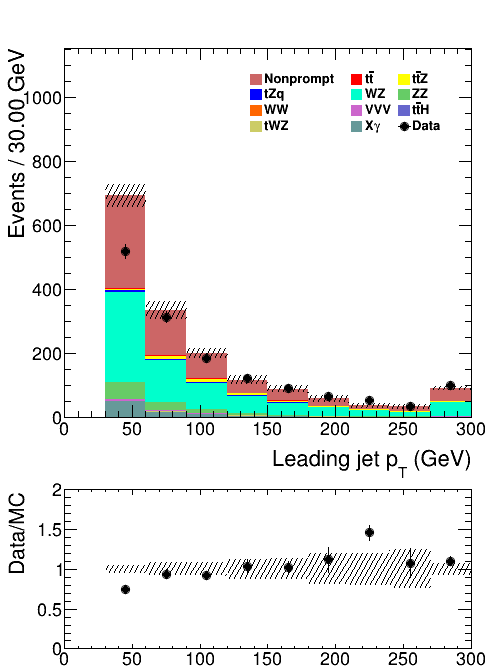 Events / 30.00 GeV
1000
800
600
400
200
0
Nonprompt
tt̄
tt̄Z
tZq
WZ
ZZ
WW
VVV
tt̄H
tWZ
Xγ
Data
0 50 100 150 200 250 300
Leading jet p_T (GeV)
Data/MC
2
1.5
1
0.5
0
0 50 100 150 200 250 300